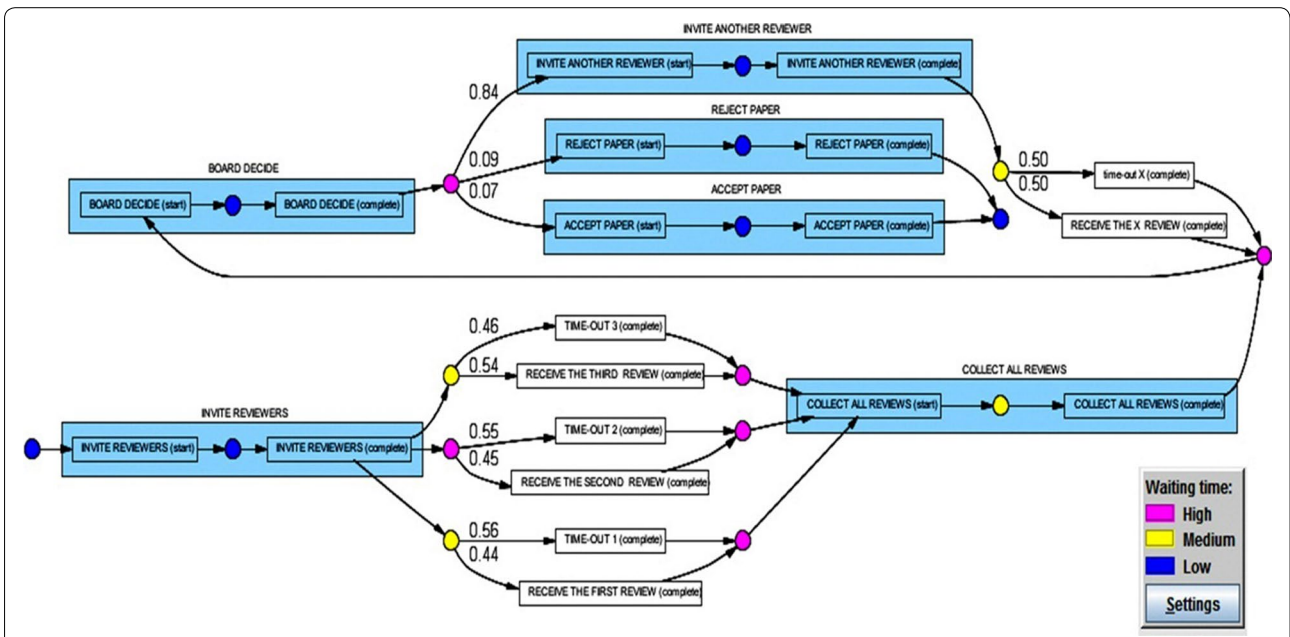 INVITE ANOTHER REVIEWER
INVITE ANOTHER REVIEWER (start)
INVITE ANOTHER REVIEWER (complete)
0.84
REJECT PAPER
REJECT PAPER (start)
REJECT PAPER (complete)
0.09
0.07
ACCEPT PAPER
ACCEPT PAPER (start)
ACCEPT PAPER (complete)
BOARD DECIDE
BOARD DECIDE (start)
BOARD DECIDE (complete)
0.50
0.50
time-out X (complete)
RECEIVE THE X REVIEW (complete)
0.46
0.54
TIME-OUT 3 (complete)
RECEIVE THE THIRD REVIEW (complete)
COLLECT ALL REVIEWS
COLLECT ALL REVIEWS (start)
COLLECT ALL REVIEWS (complete)
INVITE REVIEWERS
INVITE REVIEWERS (start)
INVITE REVIEWERS (complete)
0.55
0.45
TIME-OUT 2 (complete)
RECEIVE THE SECOND REVIEW (complete)
0.56
0.44
TIME-OUT 1 (complete)
RECEIVE THE FIRST REVIEW (complete)
Waiting time:
High
Medium
Low
Settings